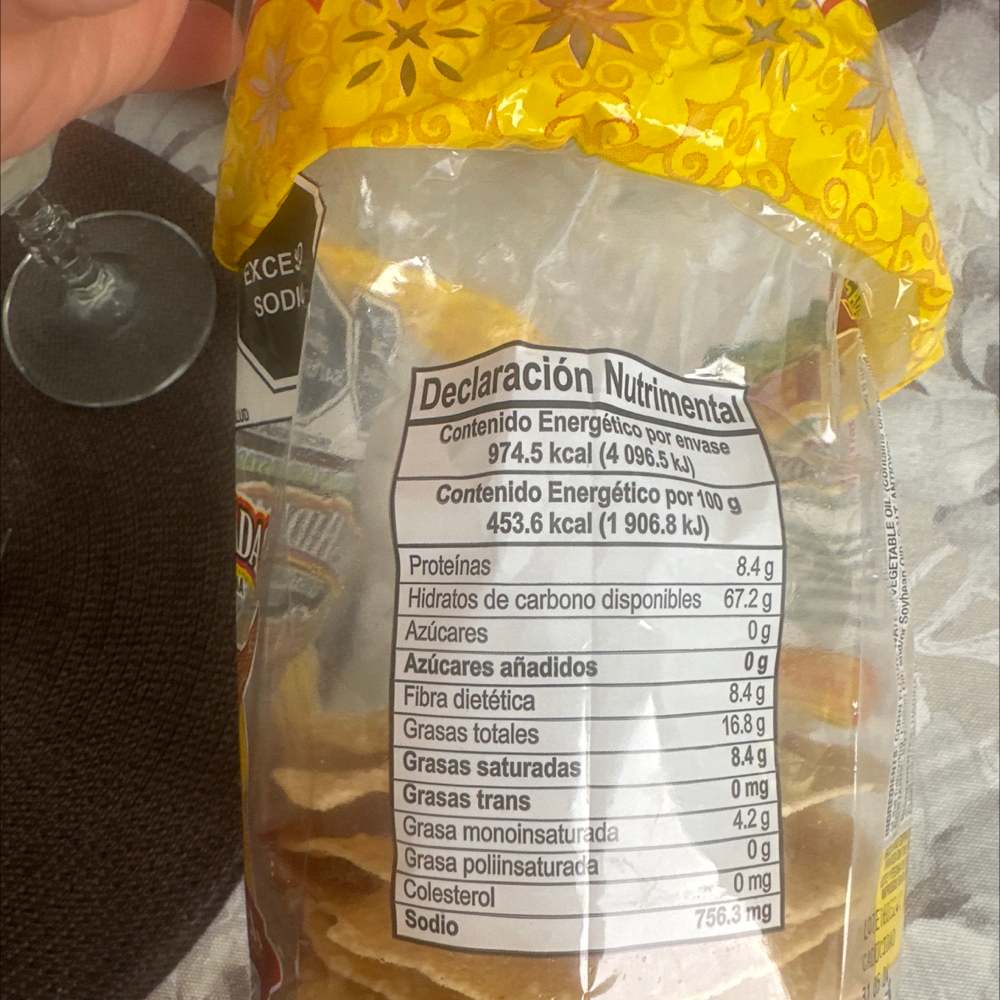 EXCESO
SODIO
Declaración Nutrimental
Contenido Energético por envase
974.5 kcal (4 096.5 kJ)
Contenido Energético por 100 g
453.6 kcal (1 906.8 kJ)
Proteínas 8.4 g
Hidratos de carbono disponibles 67.2 g
Azúcares 0 g
Azúcares añadidos 0 g
Fibra dietética 8.4 g
Grasas totales 16.8 g
Grasas saturadas 8.4 g
Grasas trans 0 mg
Grasa monoinsaturada 4.2 g
Grasa poliinsaturada 0 g
Colesterol 0 mg
Sodio 756.3 mg
VEGETABLE OIL